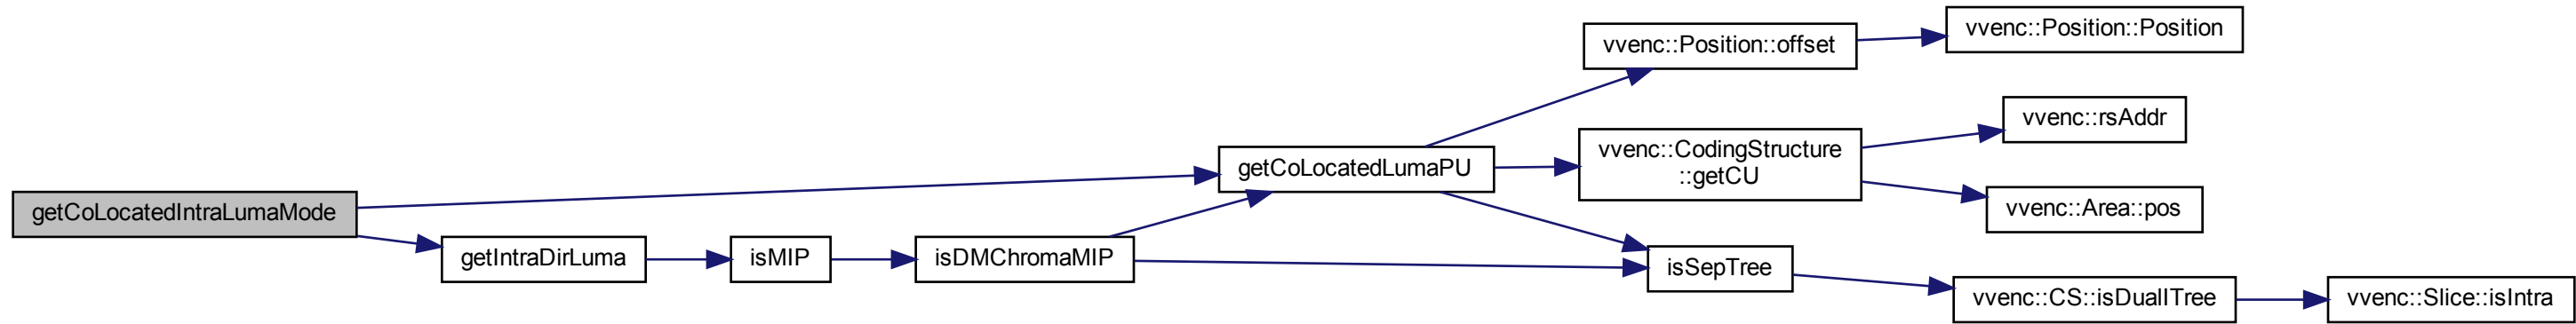 getCoLocatedIntraLumaMode
getIntraDirLuma
isMIP
isDMChromaMIP
getCoLocatedLumaPU
vvenc::Position::offset
vvenc::Position::Position
vvenc::CodingStructure
::getCU
vvenc::rsAddr
vvenc::Area::pos
isSepTree
vvenc::CS::isDualITree
vvenc::Slice::isIntra